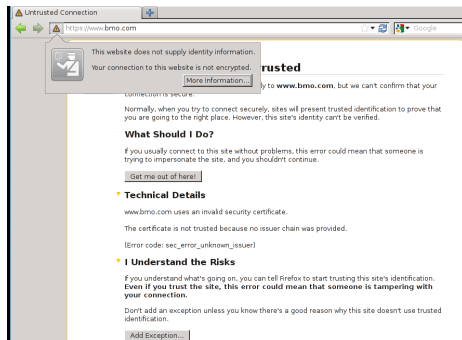 Untrusted Connection
https://www.bmo.com
Google
This website does not supply identity information.
Your connection to this website is not encrypted.
More Information...
rusted
ly to www.bmo.com, but we can't confirm that your
connection is secure.
Normally, when you try to connect securely, sites will present trusted identification to prove that
you are going to the right place. However, this site's identity can't be verified.
What Should I Do?
If you usually connect to this site without problems, this error could mean that someone is
trying to impersonate the site, and you shouldn't continue.
Get me out of here!
Technical Details
www.bmo.com uses an invalid security certificate.
The certificate is not trusted because no issuer chain was provided.
(Error code: sec_error_unknown_issuer)
I Understand the Risks
If you understand what's going on, you can tell Firefox to start trusting this site's identification.
Even if you trust the site, this error could mean that someone is tampering with
your connection.
Don't add an exception unless you know there's a good reason why this site doesn't use trusted
identification.
Add Exception...